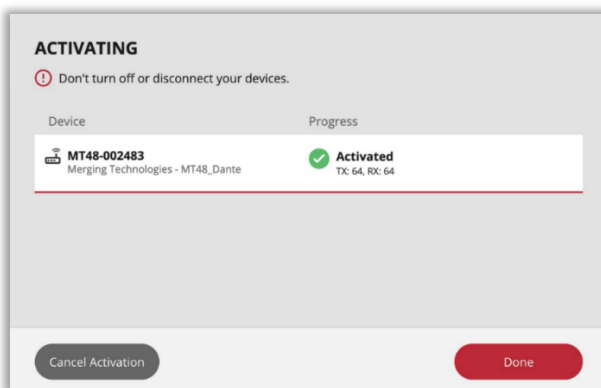 ACTIVATING
Don't turn off or disconnect your devices.
Device Progress
MT48-002483 Activated
Merging Technologies - MT48_Dante TX: 64, RX: 64
Cancel Activation Done